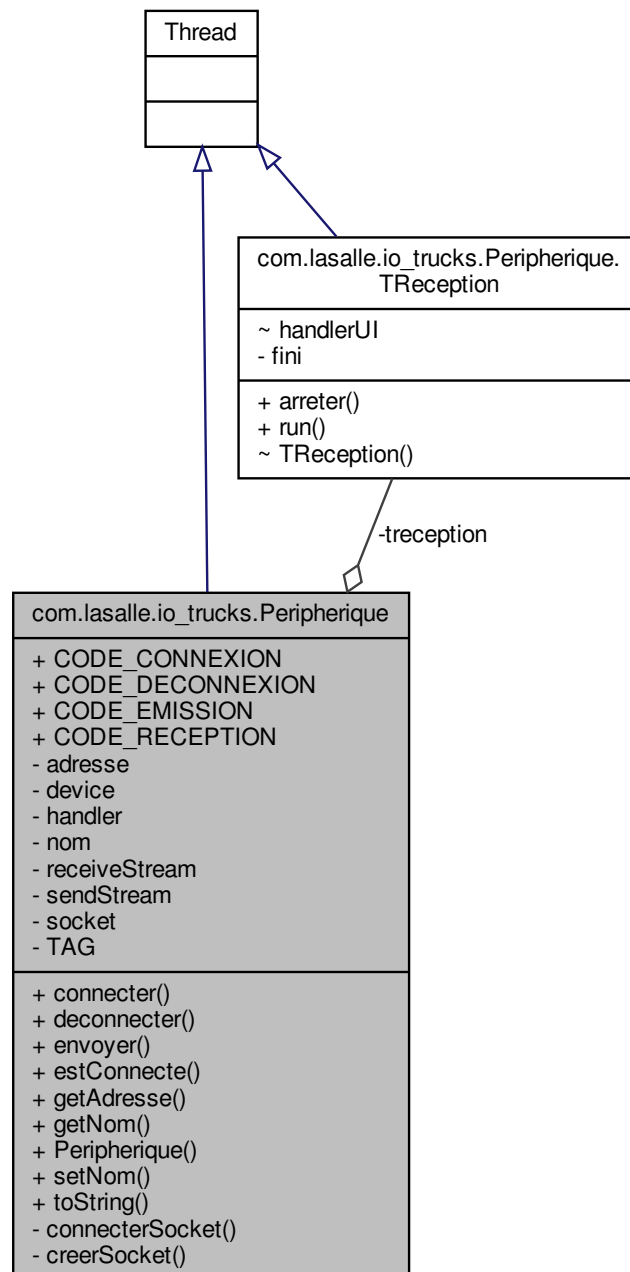 Thread
com.lasalle.io_trucks.Peripherique.
TReception
~ handlerUI
- fini
+ arreter()
+ run()
~ TReception()
-treception
com.lasalle.io_trucks.Peripherique
+ CODE_CONNEXION
+ CODE_DECONNEXION
+ CODE_EMISSION
+ CODE_RECEPTION
- adresse
- device
- handler
- nom
- receiveStream
- sendStream
- socket
- TAG
+ connecter()
+ deconnecter()
+ envoyer()
+ estConnecte()
+ getAdresse()
+ getNom()
+ Peripherique()
+ setNom()
+ toString()
- connecterSocket()
- creerSocket()